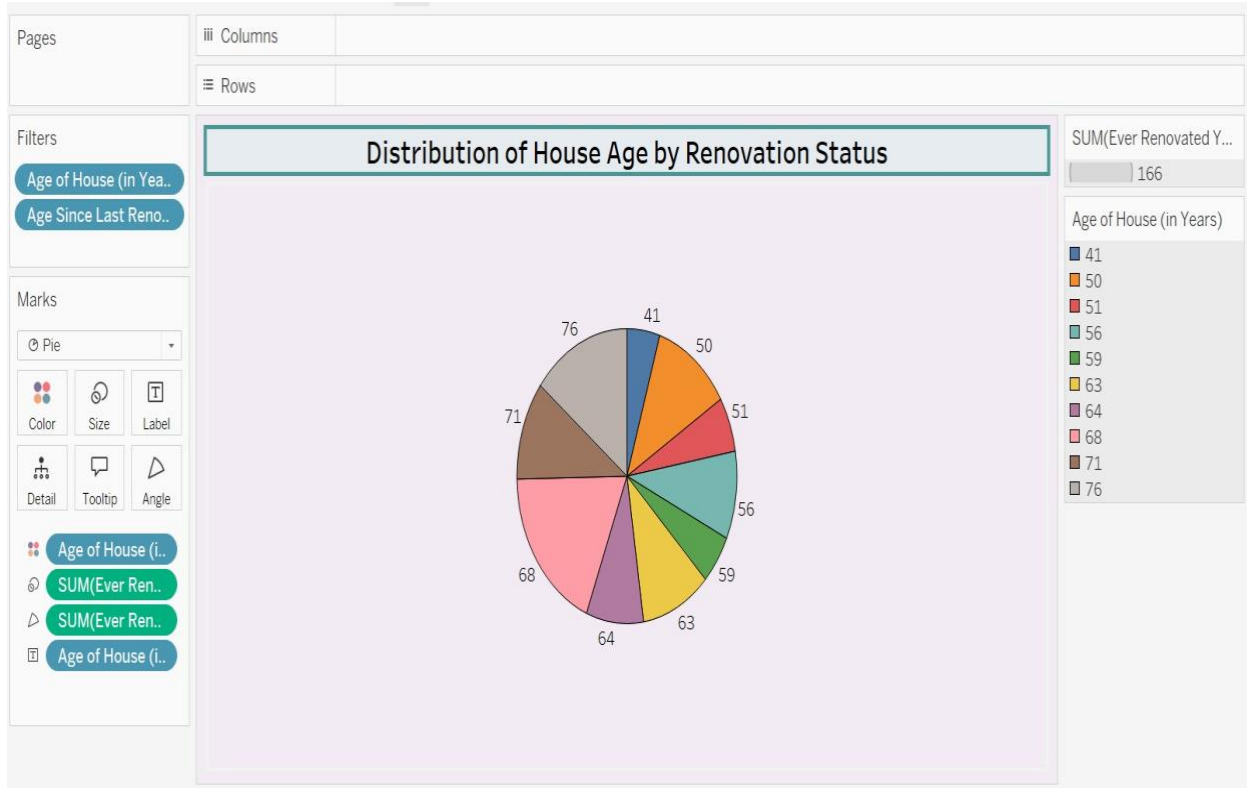 Pages
Columns
Rows
Filters
Age of House (in Yea..
Age Since Last Reno..
Marks
Pie
Color
Size
Label
Detail
Tooltip
Angle
Age of House (i..
SUM(Ever Ren..
SUM(Ever Ren..
Age of House (i..
Distribution of House Age by Renovation Status
41
50
51
56
59
63
64
68
71
76
SUM(Ever Renovated Y...
166
Age of House (in Years)
41
50
51
56
59
63
64
68
71
76